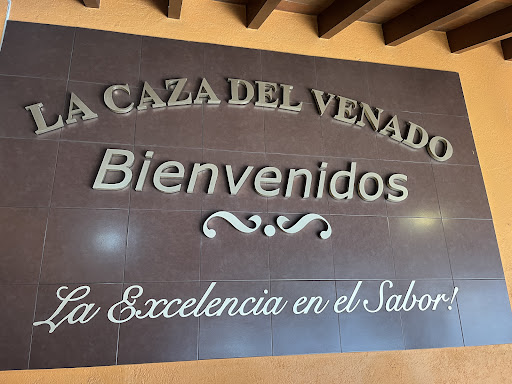 LA CAZA DEL VENADO
Bienvenidos
La Excelencia en el Sabor!